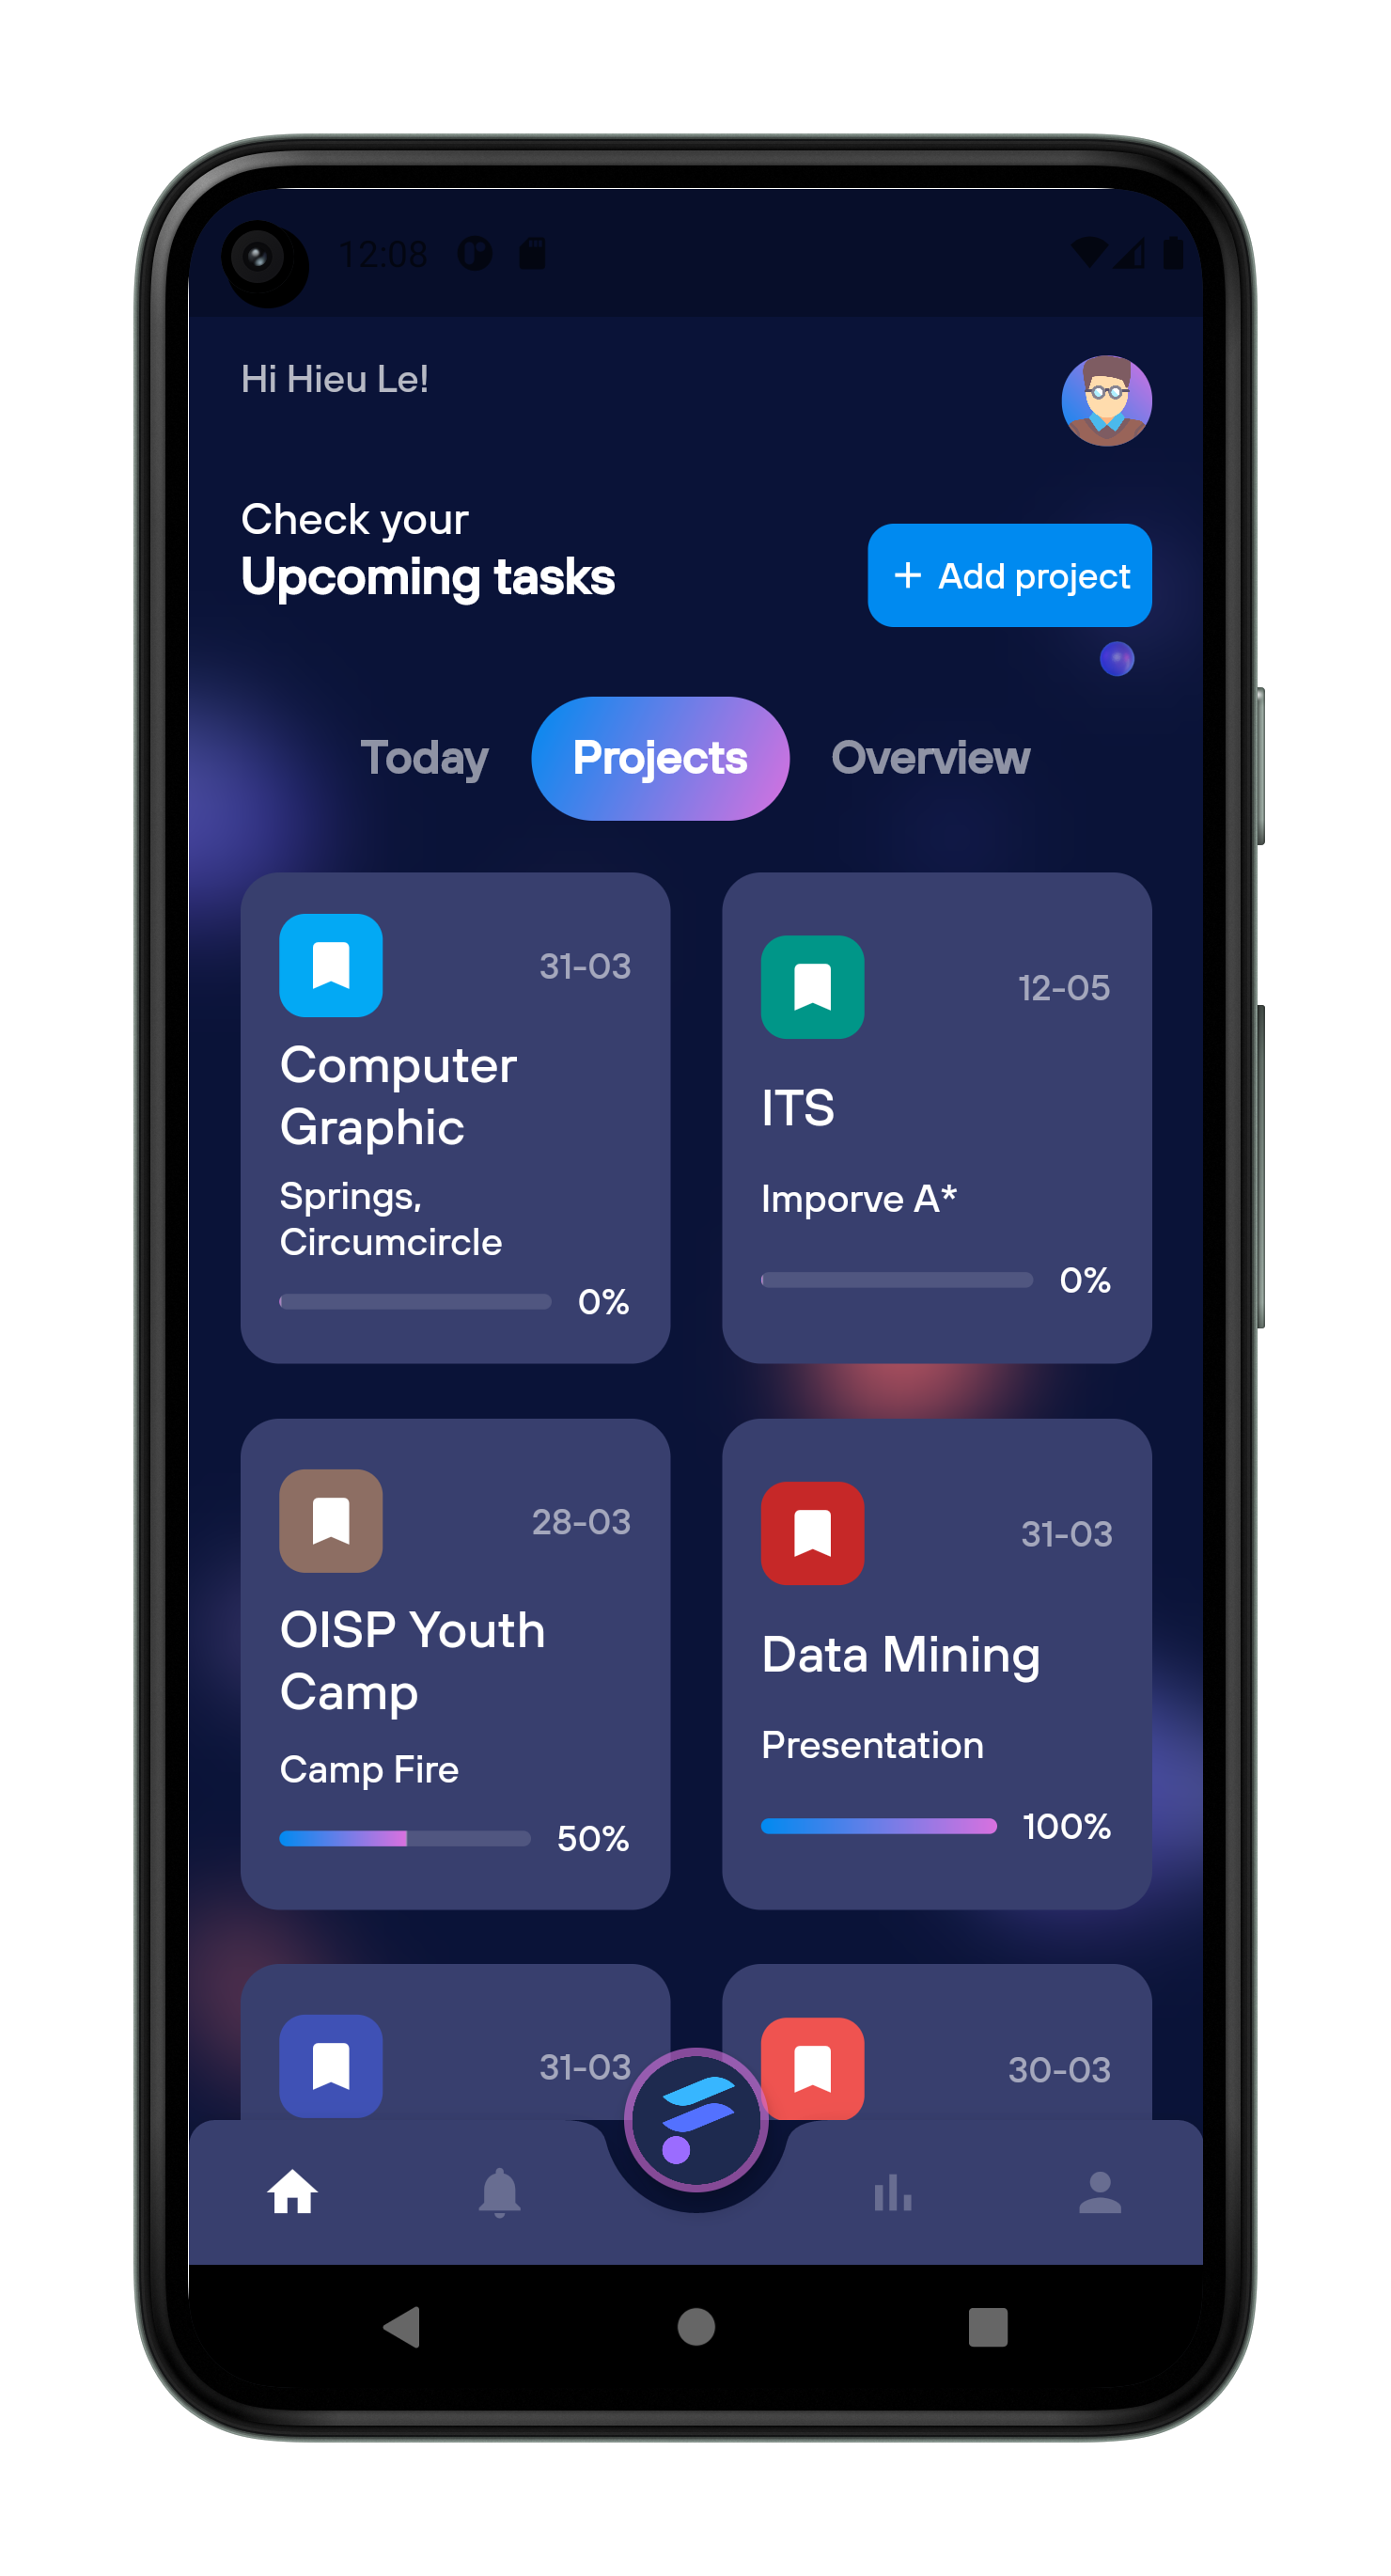 12:08
Hi Hieu Le!
Check your
Upcoming tasks
+ Add project
Today
Projects
Overview
31-03
Computer
Graphic
Springs,
Circumcircle
0%
12-05
ITS
Imporve A*
0%
28-03
OISP Youth
Camp
Camp Fire
50%
31-03
Data Mining
Presentation
100%
31-03
30-03